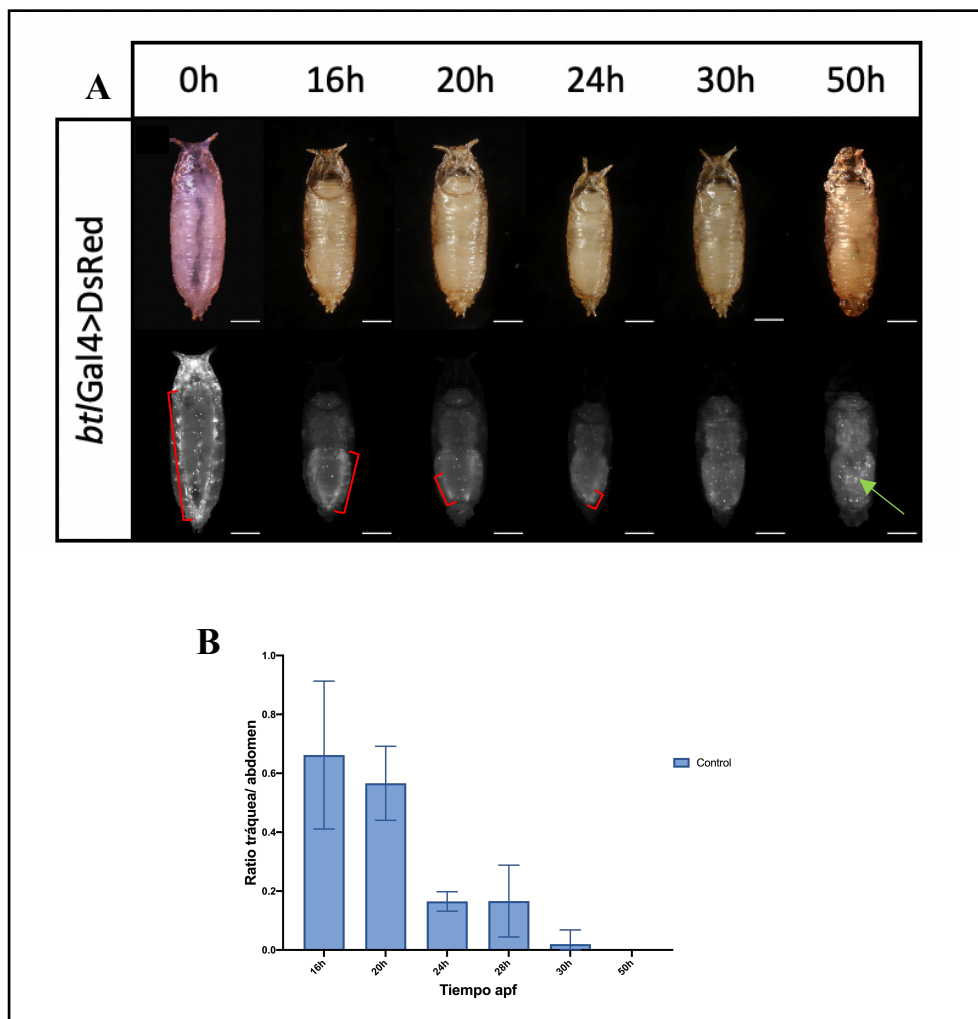 A
0h 16h 20h 24h 30h 50h
btlGal4>DsRed
B
1.0
0.8
0.6
0.4
0.2
0.0
Ratio tráquea/ abdomen
Control
16h 20h 24h 28h 30h 50h
Tiempo apf